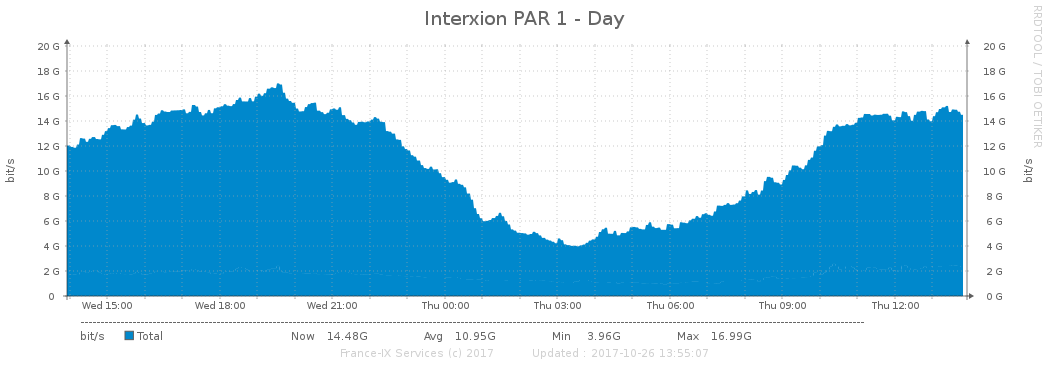 Interxion PAR 1 - Day
RRDTOOL / TOBI OETIKER
20 G 20 G
18 G 18 G
16 G 16 G
14 G 14 G
12 G 12 G
10 G 10 G
8 G 8 G
6 G 6 G
4 G 4 G
2 G 2 G
0 0 G
bit/s bit/s
Wed 15:00 Wed 18:00 Wed 21:00 Thu 00:00 Thu 03:00 Thu 06:00 Thu 09:00 Thu 12:00
bit/s Total Now 14.48G Avg 10.95G Min 3.96G Max 16.99G
France-IX Services (c) 2017 Updated : 2017-10-26 13:55:07